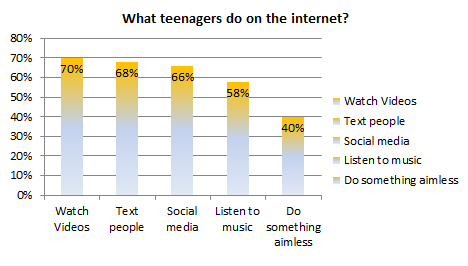 What teenagers do on the internet?
80%
70%
60%
50%
40%
30%
20%
10%
0%
70%
68%
66%
58%
40%
Watch
Videos
Text
people
Social
media
Listen to
music
Do
something
aimless
Watch Videos
Text people
Social media
Listen to music
Do something aimless